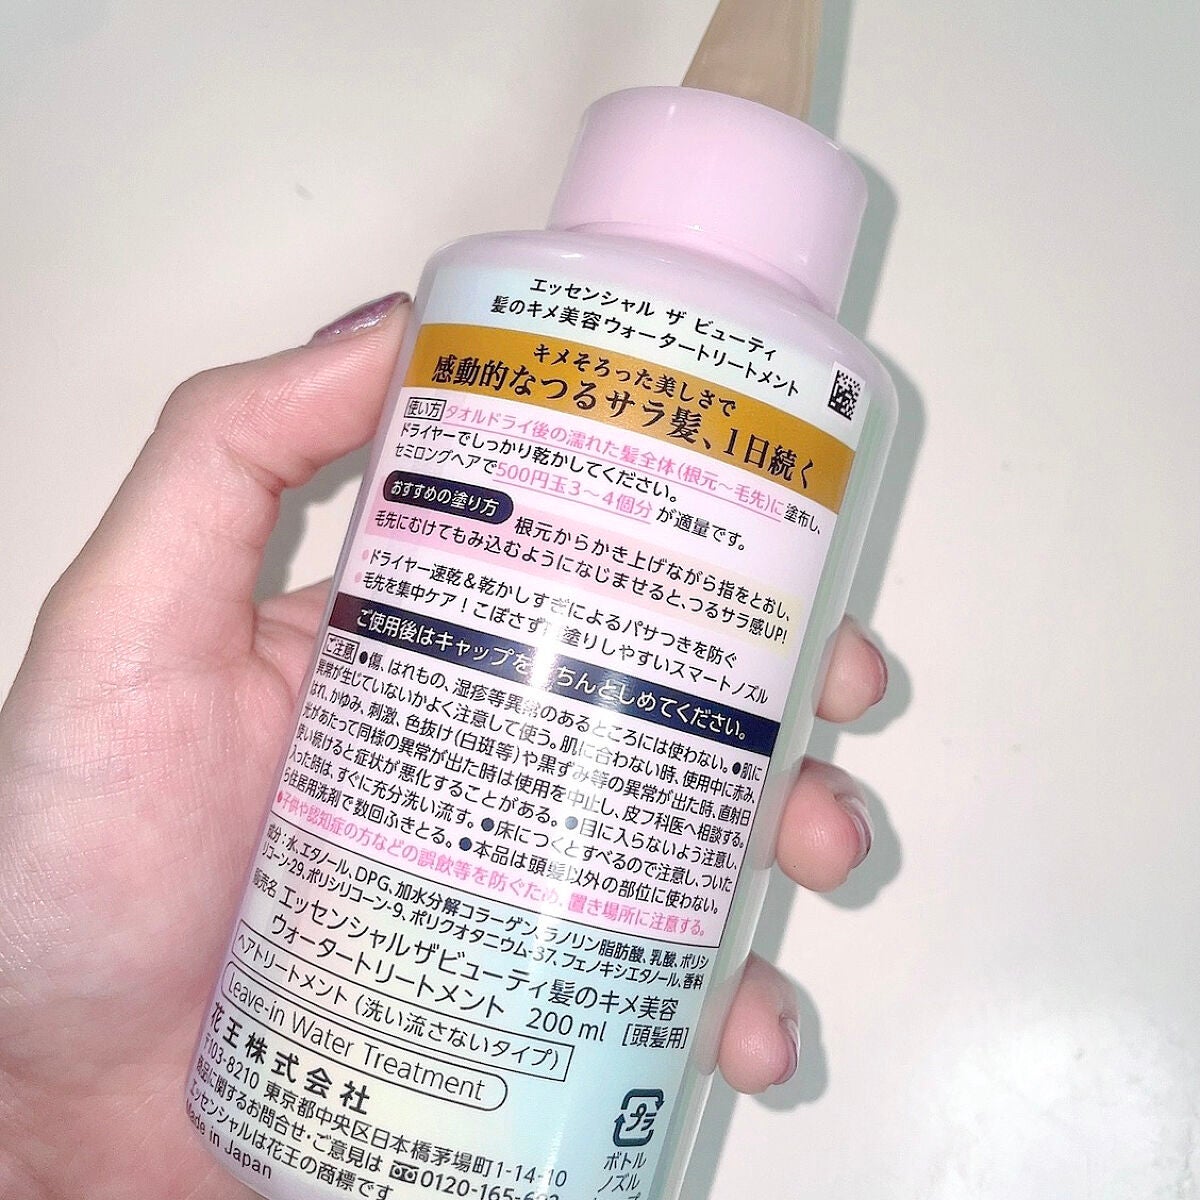 エッセンシャル ザ ビューティ
髪のキメ美容ウォータートリートメント
キメそろった美しさで
感動的なつるサラ髪、1日続く
使い方 タオルドライ後の濡れた髪全体(根元～毛先)に塗布し、
ドライヤーでしっかり乾かしてください。
セミロングヘアで500円玉3～4個分が適量です。
おすすめの塗り方 根元からかき上げながら指をとおし、
毛先にむけてもみ込むようになじませると、つるサラ感UP!
●ドライヤー速乾&乾かしすぎによるパサつきを防ぐ
●毛先を集中ケア!こぼさず塗りしやすいスマートノズル
ご使用後はキャップをきちんとしめてください。
ご注意 ●傷、はれもの、湿疹等異常のあるところには使わない。●肌に
異常が生じていないかよく注意して使う。肌に合わない時、使用中に赤み、
はれ、かゆみ、刺激、色抜け(白斑等)や黒ずみ等の異常が出た時、直射日
光があたって同様の異常が出た時は使用を中止し、皮フ科医へ相談する。
使い続けると症状が悪化することがある。●目に入らないよう注意し、
入った時は、すぐに充分洗い流す。●床につくとすべるので注意し、ついた
ら住居用洗剤で数回ふきとる。●本品は頭髪以外の部位に使わない。
●子供や認知症の方などの誤飲等を防ぐため、置き場所に注意する。
成分:水、エタノール、DPG、加水分解コラーゲン、ラノリン脂肪酸、乳酸、ポリシ
リコーン-29、ポリシリコーン-9、ポリクオタニウム-37、フェノキシエタノール、香料
販売名 エッセンシャル ザビューティ髪のキメ美容
ウォータートリートメント 200 ml [頭髪用]
ヘアトリートメント (洗い流さないタイプ)
Leave-in Water Treatment
花王株式会社
〒103-8210 東京都中央区日本橋茅場町1-14-10
商品に関するお問合せ・ご意見は 0120-165-692
エッセンシャルは花王の商標です
Made in Japan
プラ
ボトル
ノズル